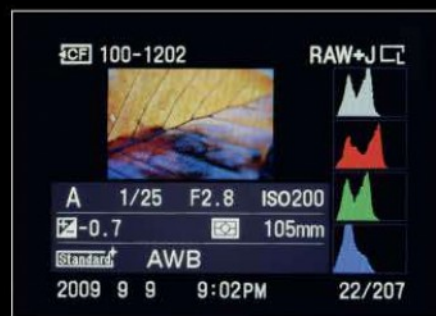 CF 100-1202 RAW+J L
A 1/25 F2.8 ISO200
-0.7 105mm
Standard AWB
2009 9 9 9:02PM 22/207